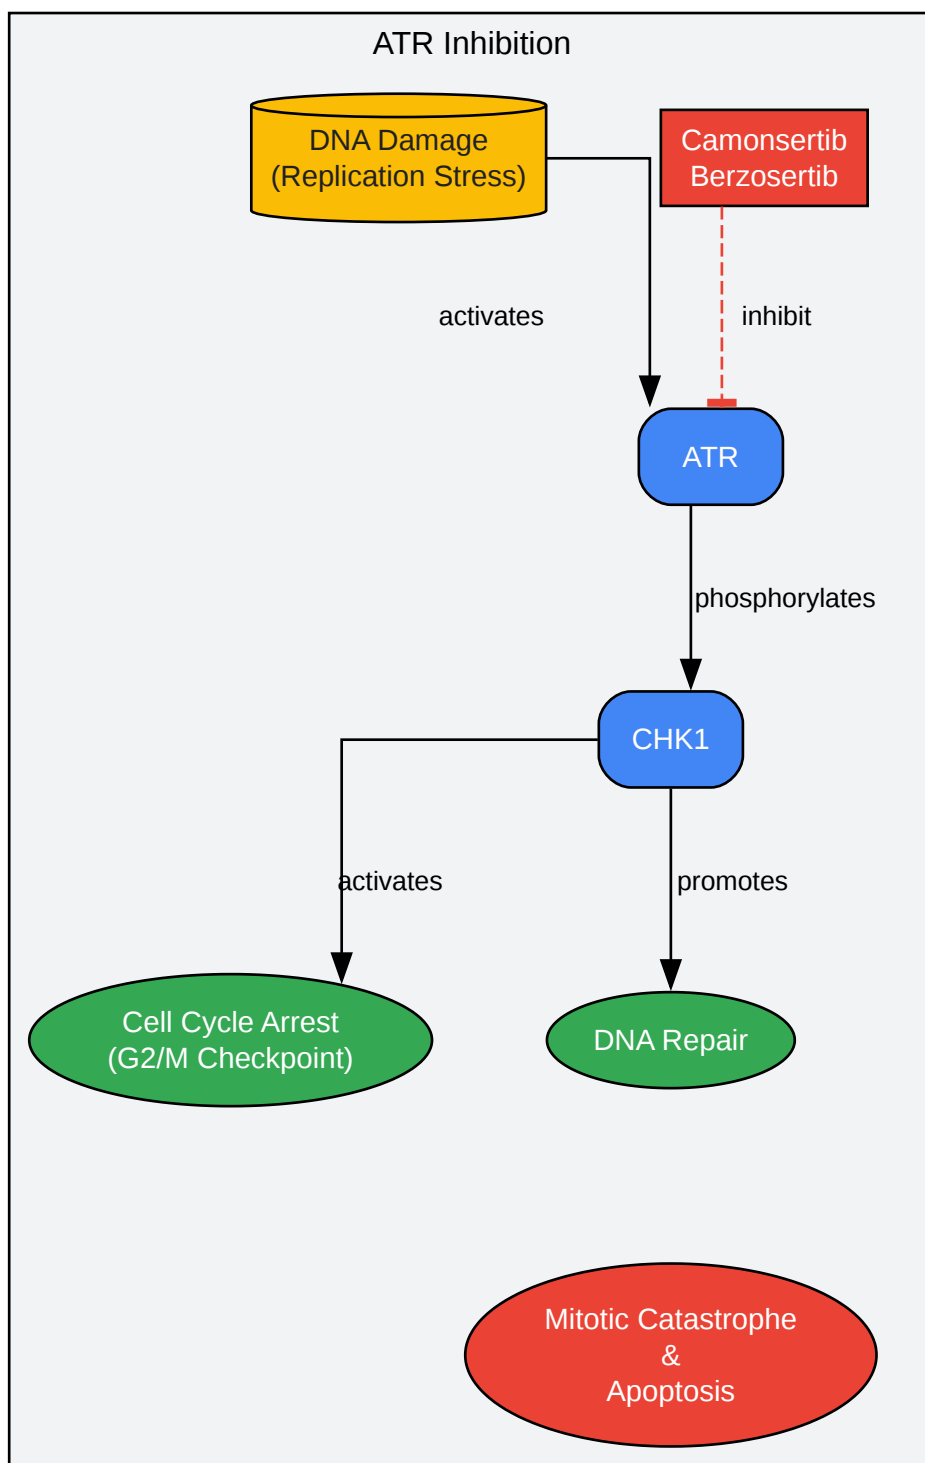 ATR Inhibition
DNA Damage
(Replication Stress)
Camonsertib
Berzosertib
activates
inhibit
ATR
phosphorylates
CHK1
activates
promotes
Cell Cycle Arrest
(G2/M Checkpoint)
DNA Repair
Mitotic Catastrophe
&
Apoptosis